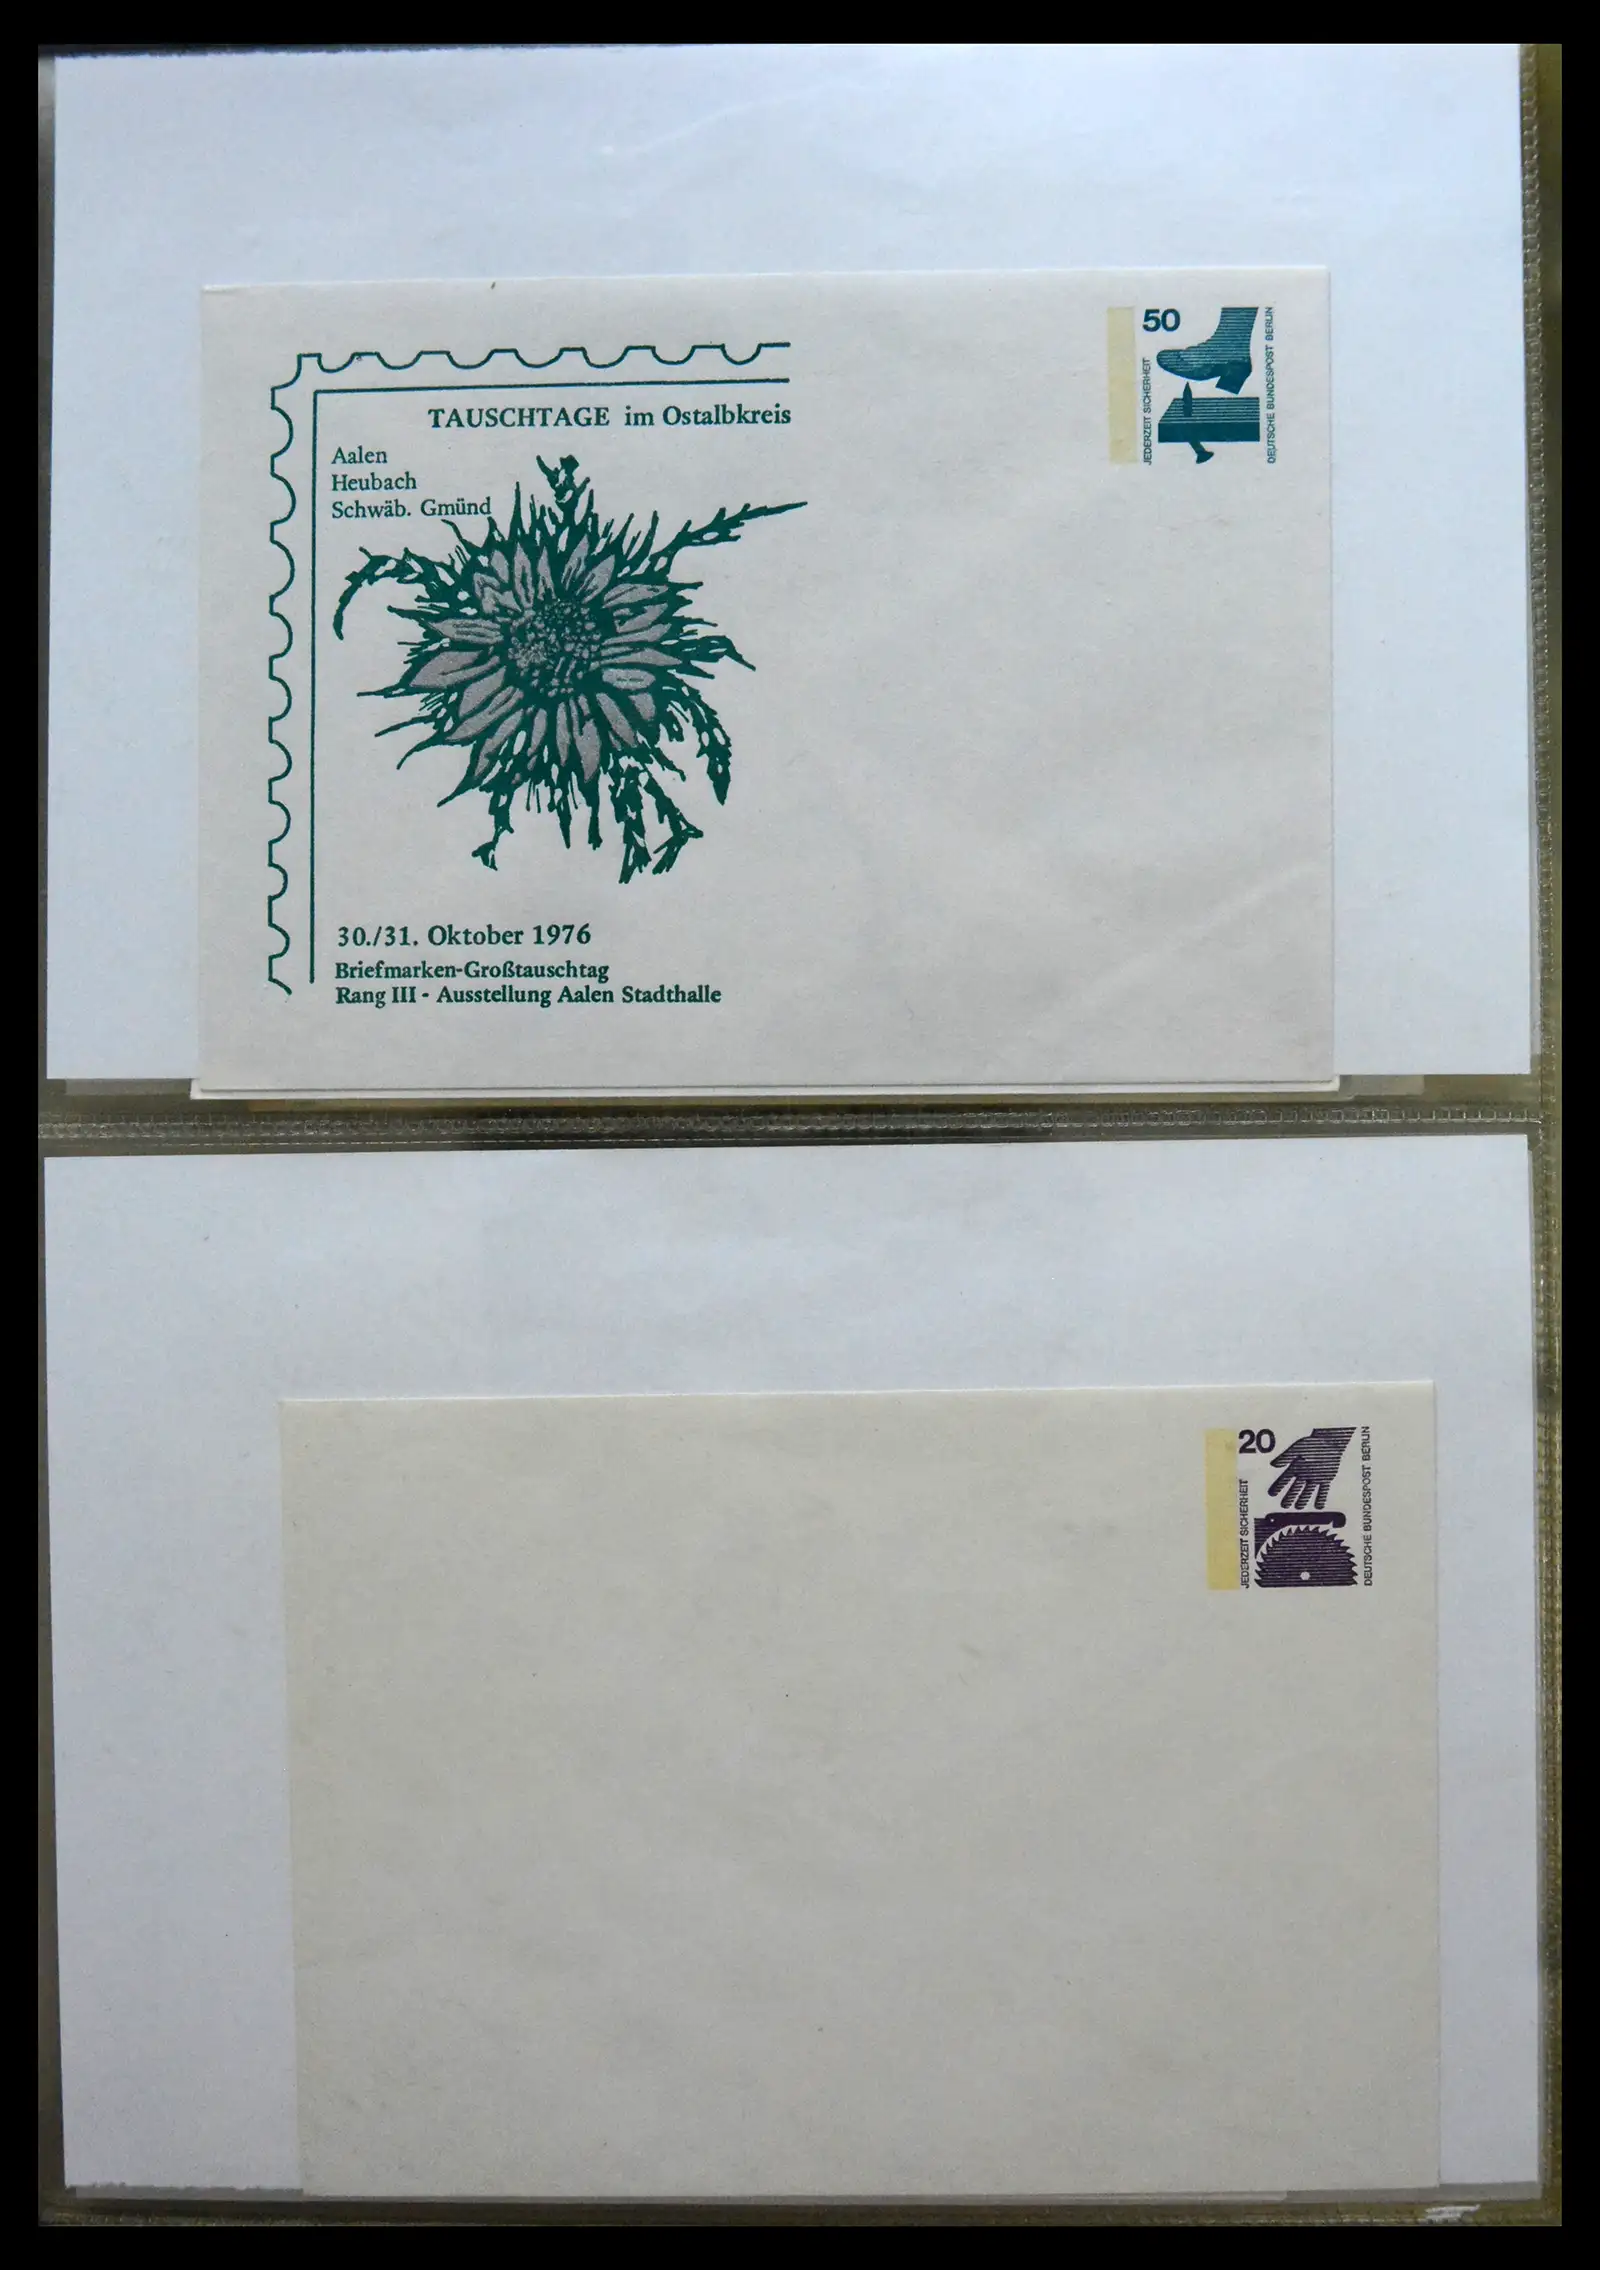 TAUSCHTAGE im Ostalbkreis
Aalen
Heubach
Schwäb. Gmünd
30./31. Oktober 1976
Briefmarken-Großtauschtag
Rang III - Ausstellung Aalen Stadthalle
50
JEDERZEIT SICHERHEIT
DEUTSCHE BUNDESPOST BERLIN
20
JEDERZEIT SICHERHEIT
DEUTSCHE BUNDESPOST BERLIN